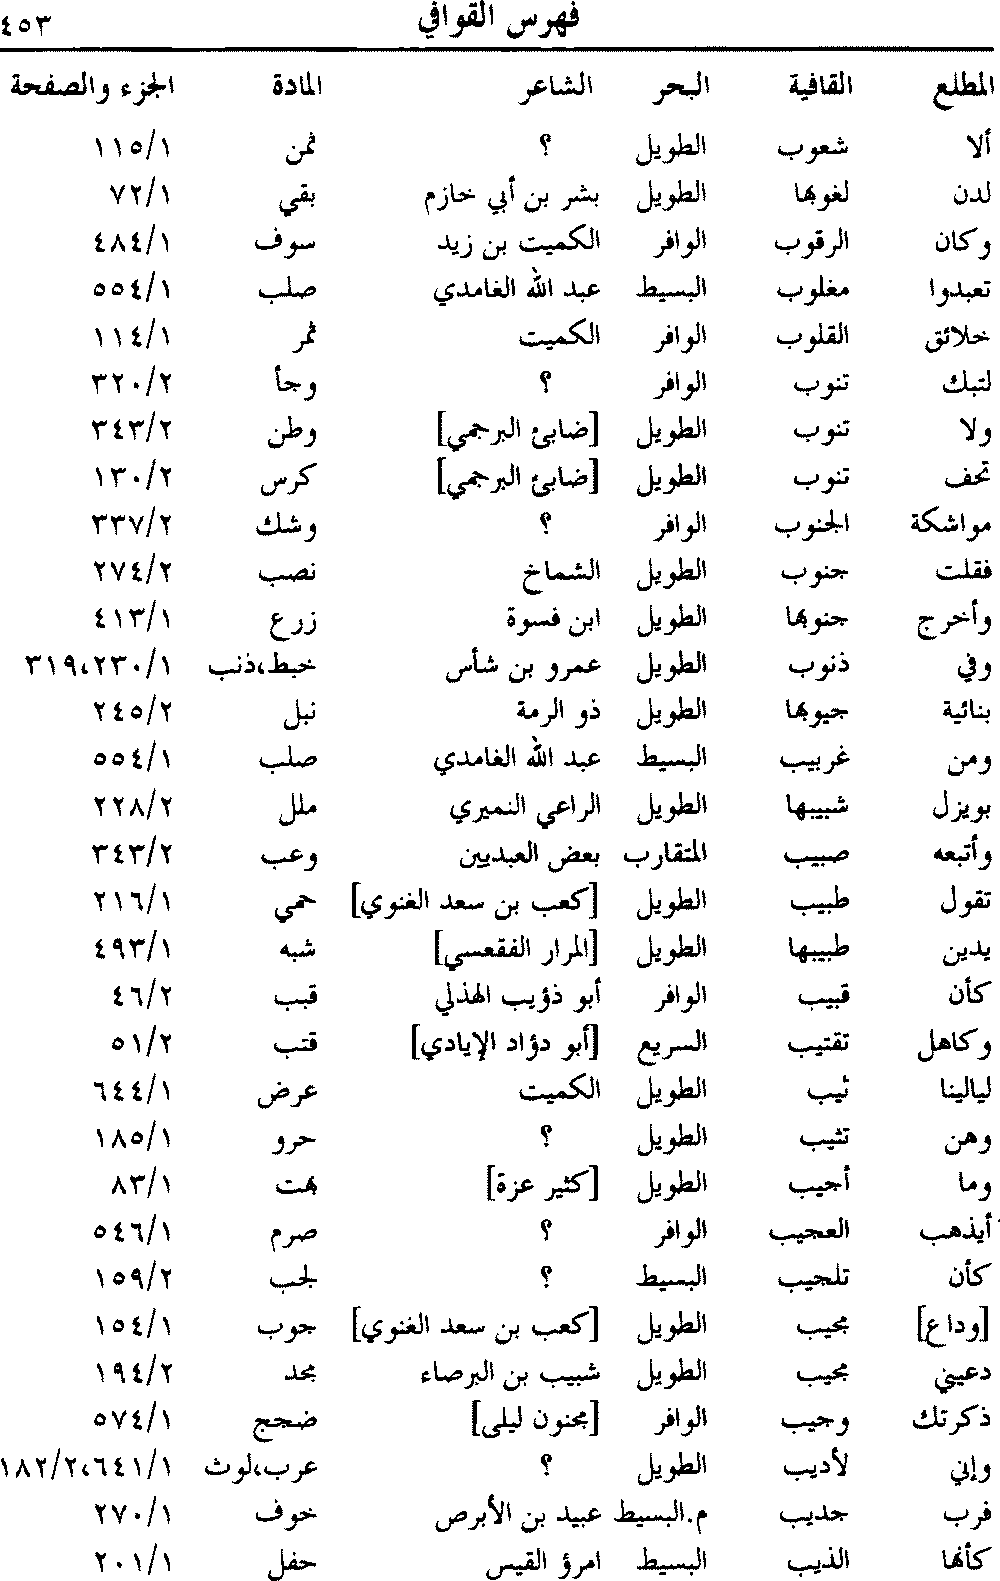 فهرس القوافي ٤٥٣
المطلع القافية البحر الشاعر المادة الجزء والصفحة
ألا شعوب الطويل ؟ ثمن ١/١١٥
لدن لغوبها الطويل بشر بن أبي خازم بقي ١/٧٢
وكان الرقوب الوافر الكميت بن زيد سوف ١/٤٨٤
تعبدوا مغلوب البسيط عبد الله الغامدي صلب ١/٥٥٤
خلائق القلوب الوافر الكميت ثمر ١/١١٤
لتبك تنوب الوافر ؟ وجأ ٢/٣٢٠
ولا تنوب الطويل [ضابئ البرجمي] وطن ٢/٣٤٣
تحف تنوب الطويل [ضابئ البرجمي] كرس ٢/١٣٠
مواشكة الجنوب الوافر ؟ وشك ٢/٣٣٧
فقلت جنوب الطويل الشماخ نصب ٢/٢٧٤
وأخرج جنوبها الطويل ابن فسوة زرع ١/٤١٣
وفي ذنوب الطويل عمرو بن شأس خبط،ذنب ١/٢٣٠،٣١٩
بنائية جيوبها الطويل ذو الرمة نبل ٢/٢٤٥
ومن غربيب البسيط عبد الله الغامدي صلب ١/٥٥٤
بويزل شبيبها الطويل الراعي النميري ملل ٢/٢٢٨
وأتبعه صبيب المتقارب بعض العبديين وعب ٢/٣٤٣
تقول طبيب الطويل [كعب بن سعد الغنوي] حمي ١/٢١٦
يدين طبيبها الطويل [المرار الفقعسي] شبه ١/٤٩٣
كأن قبيب الوافر أبو ذؤيب الهذلي قبب ٢/٤٦
وكاهل تقتيب السريع [أبو دؤاد الإيادي] قتب ٢/٥١
ليالينا ثيب الطويل الكميت عرض ١/٦٤٤
وهن تثيب الطويل ؟ حرو ١/١٨٥
وما أجيب الطويل [كثير عزة] بهت ١/٨٣
أيذهب العجيب الوافر ؟ صرم ١/٥٤٦
كأن تلجيب البسيط ؟ لجب ٢/١٥٩
[وداع] مجيب الطويل [كعب بن سعد الغنوي] جوب ١/١٥٤
دعيني مجيب الطويل شبيب بن البرصاء مجد ٢/١٩٤
ذكرتك وجيب الوافر [مجنون ليلى] ضجج ١/٥٧٤
وإني لأديب الطويل ؟ عرب،لوث ١/٦٤١،٢/١٨٢
فرب جديب م.البسيط عبيد بن الأبرص خوف ١/٢٧٠
كأنها الذيب البسيط امرؤ القيس حفل ١/٢٠١